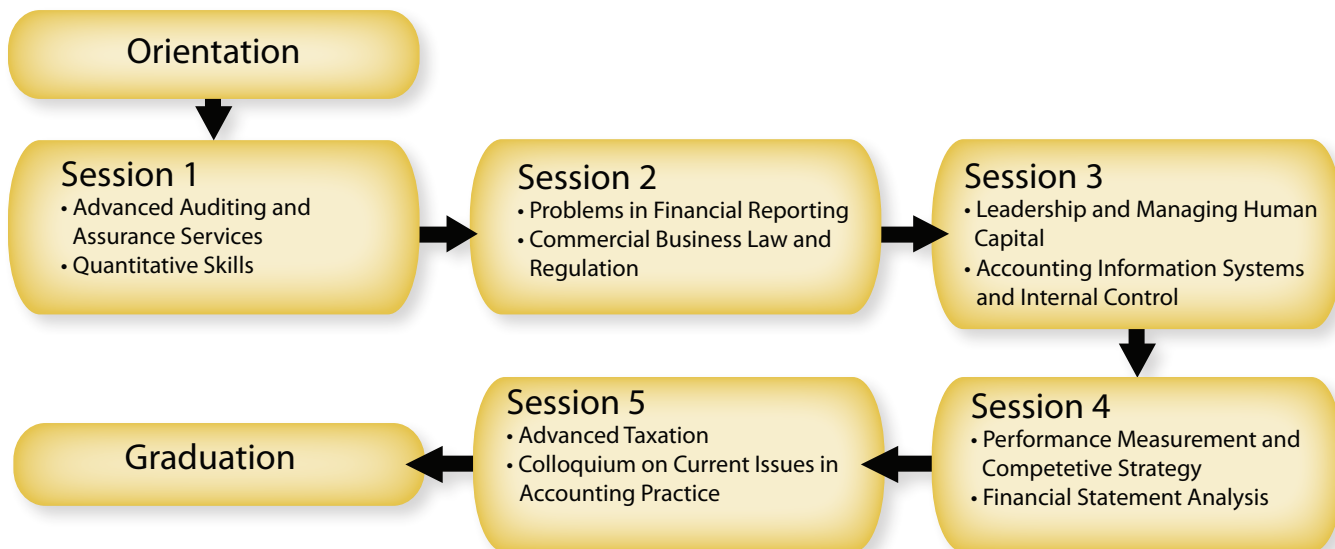 Orientation
Session 1
• Advanced Auditing and
Assurance Services
• Quantitative Skills
Session 2
• Problems in Financial Reporting
• Commercial Business Law and
Regulation
Session 3
• Leadership and Managing Human
Capital
• Accounting Information Systems
and Internal Control
Session 4
• Performance Measurement and
Competetive Strategy
• Financial Statement Analysis
Session 5
• Advanced Taxation
• Colloquium on Current Issues in
Accounting Practice
Graduation